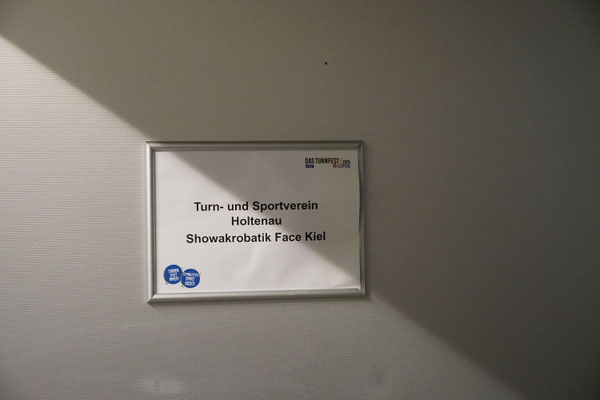 DAS TURNFEST
Turn- und Sportverein
Holtenau
Showakrobatik Face Kiel